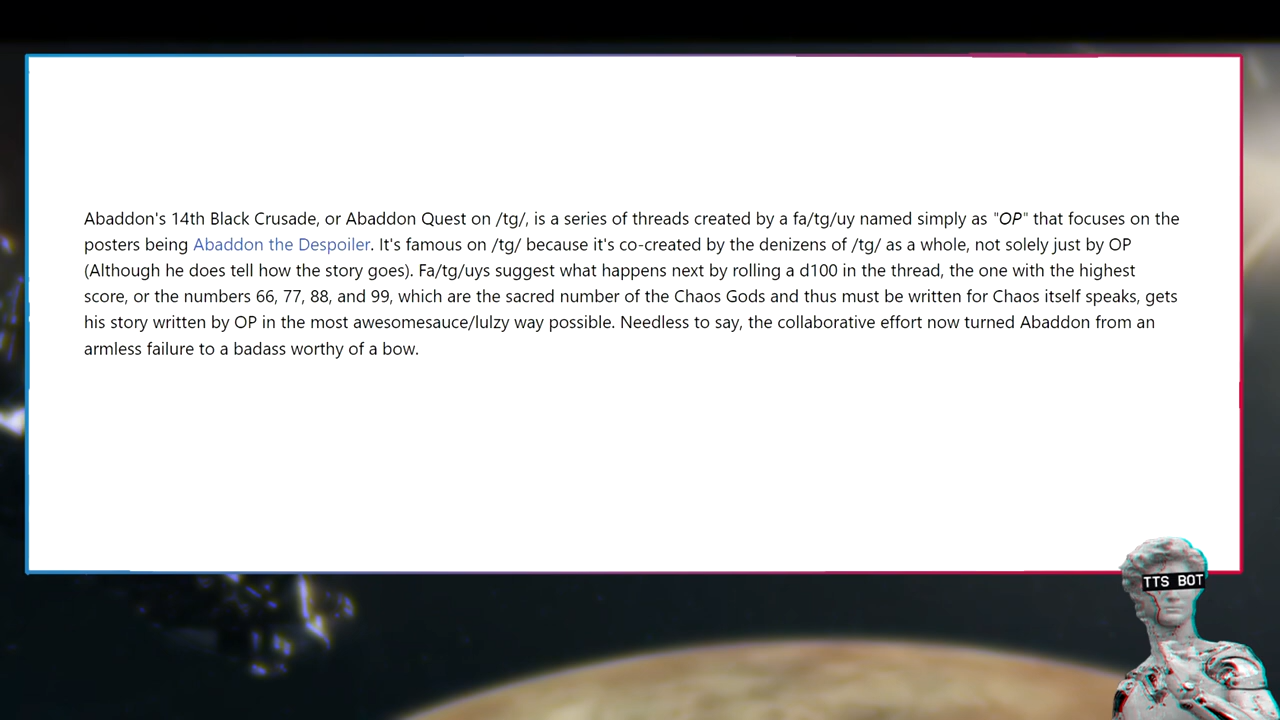 Abaddon's 14th Black Crusade, or Abaddon Quest on /tg/, is a series of threads created by a fa/tg/uy named simply as "OP" that focuses on the
posters being Abaddon the Despoiler. It's famous on /tg/ because it's co-created by the denizens of /tg/ as a whole, not solely just by OP
(Although he does tell how the story goes). Fa/tg/uys suggest what happens next by rolling a d100 in the thread, the one with the highest
score, or the numbers 66, 77, 88, and 99, which are the sacred number of the Chaos Gods and thus must be written for Chaos itself speaks, gets
his story written by OP in the most awesomesauce/lulzy way possible. Needless to say, the collaborative effort now turned Abaddon from an
armless failure to a badass worthy of a bow.
TTS BOT